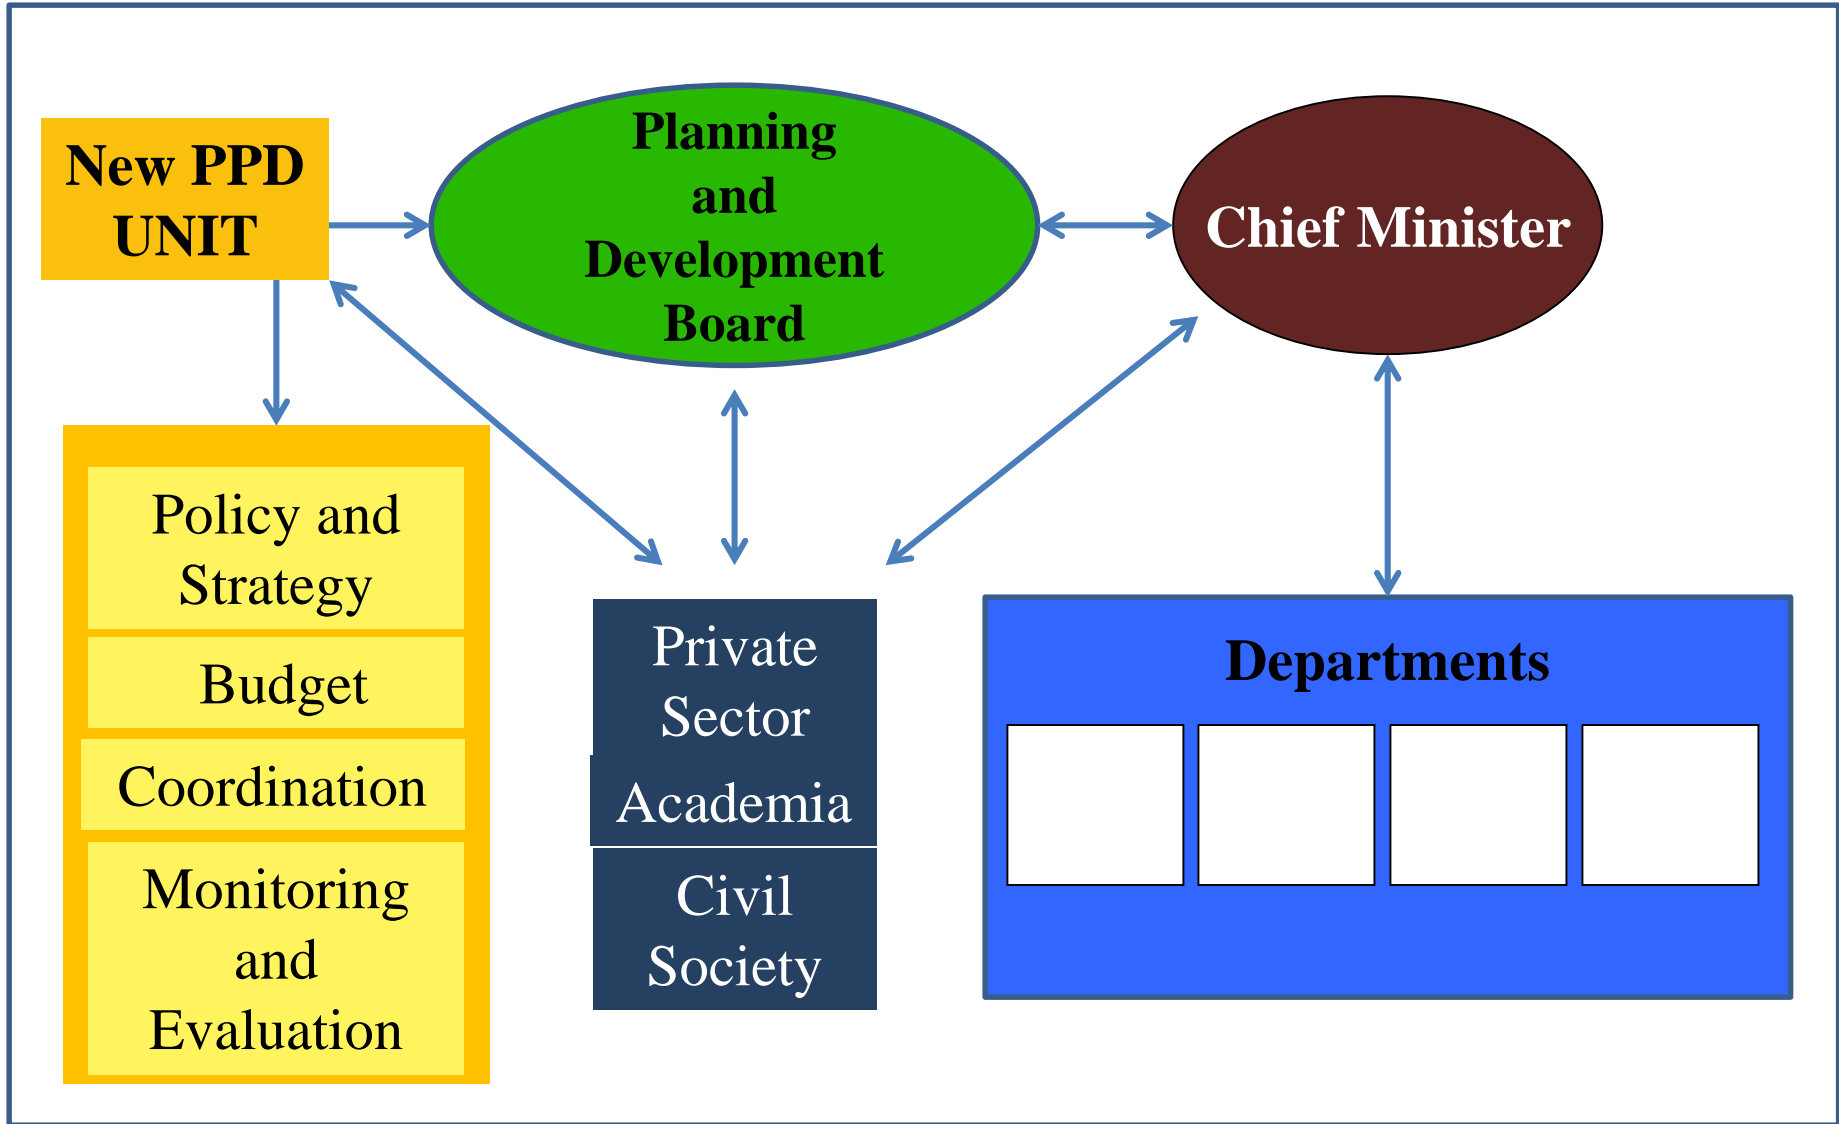 New PPD
UNIT
Planning
and
Development
Board
Chief Minister
Policy and
Strategy
Budget
Coordination
Monitoring
and
Evaluation
Private
Sector
Academia
Civil
Society
Departments